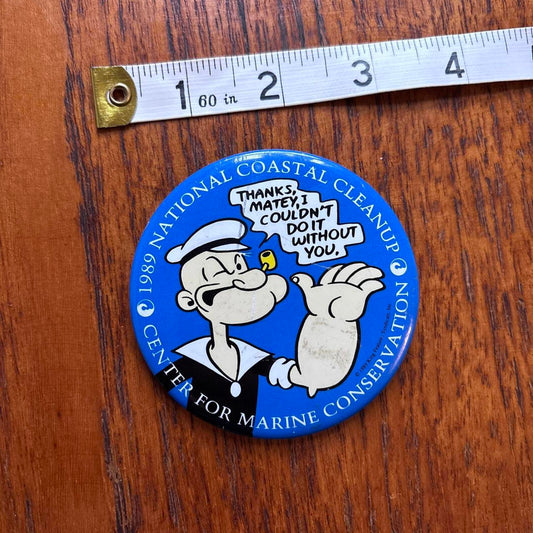 1 60 in 2 3 4
1989 NATIONAL COASTAL CLEANUP
THANKS,
MATEY, I
COULDN'T
DO IT
WITHOUT
YOU.
CENTER FOR MARINE CONSERVATION